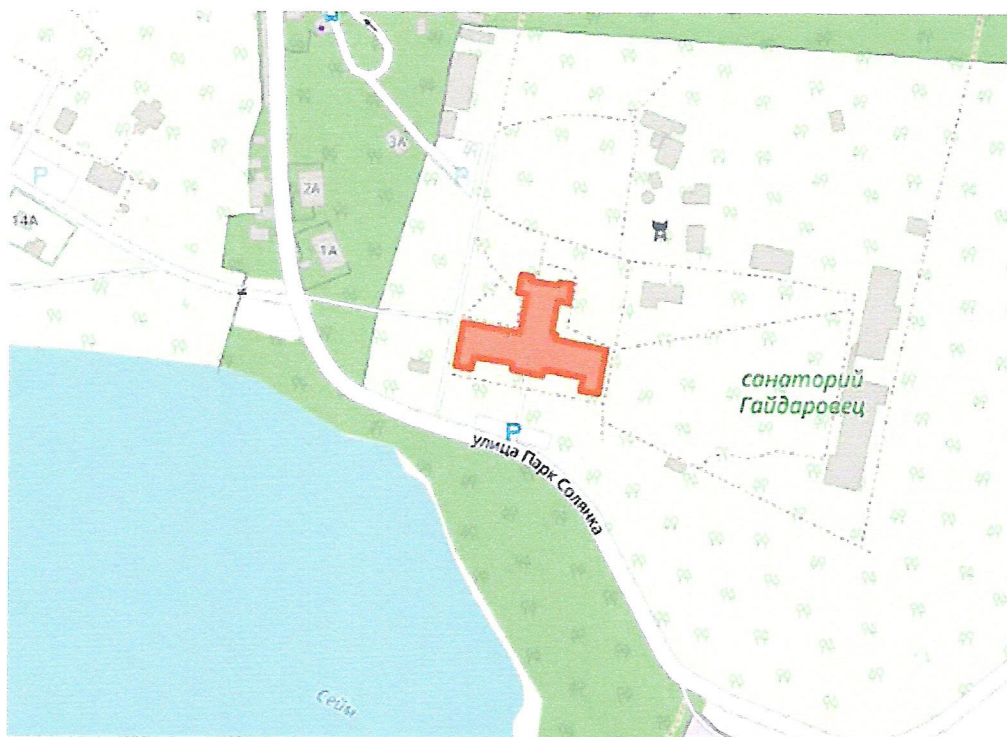 3А
P
2А
P
14А
1А
санаторий
Гайдаровец
P
улица Парк Солянка
Сейм